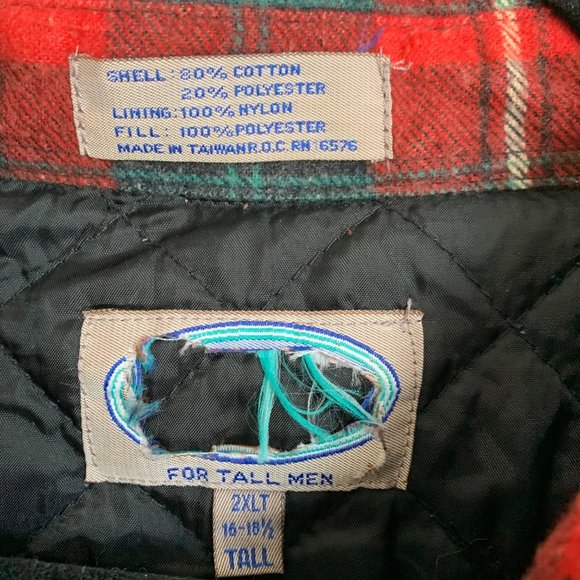 SHELL: 80% COTTON
20% POLYESTER
LINING: 100% NYLON
FILL: 100% POLYESTER
MADE IN TAIWAN R.O.C. RN 6576
FOR TALL MEN
2XLT
16-18½
TALL